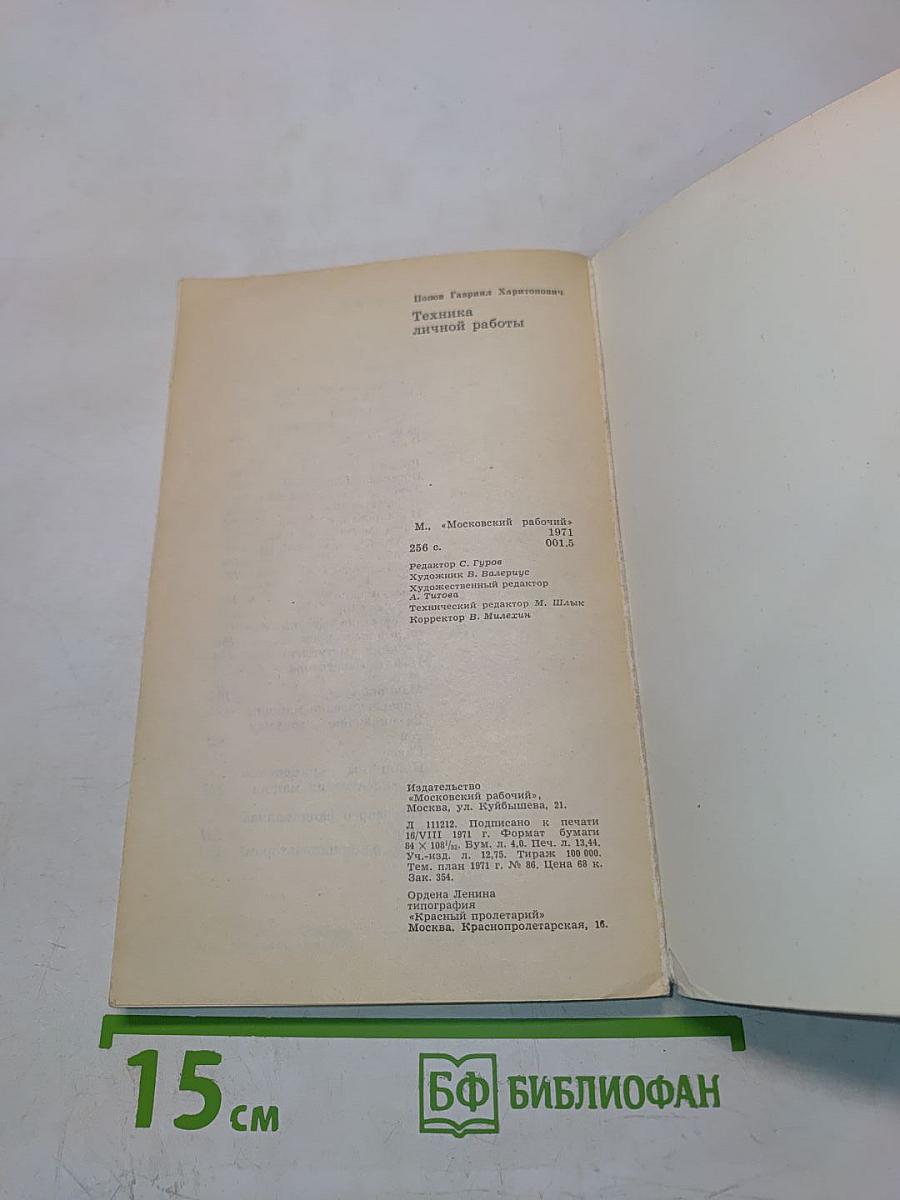 Попов Гавриил Харитонович
Техника
личной работы
М., «Московский рабочий»
1971
256 с. 001.5
Редактор С. Гуров
Художник В. Валериус
Художественный редактор
А. Титова
Технический редактор М. Шлык
Корректор В. Милехин
Издательство
«Московский рабочий»,
Москва, ул. Куйбышева, 21.
Л 111212. Подписано к печати
16/VIII 1971 г. Формат бумаги
84 × 108¹/₃₂. Бум. л. 4,0. Печ. л. 13,44.
Уч.-изд. л. 12,75. Тираж 100 000.
Тем. план 1971 г. № 86. Цена 68 к.
Зак. 354.
Ордена Ленина
типография
«Красный пролетарий»
Москва, Краснопролетарская, 16.
15 см
БФ БИБЛИОФАН